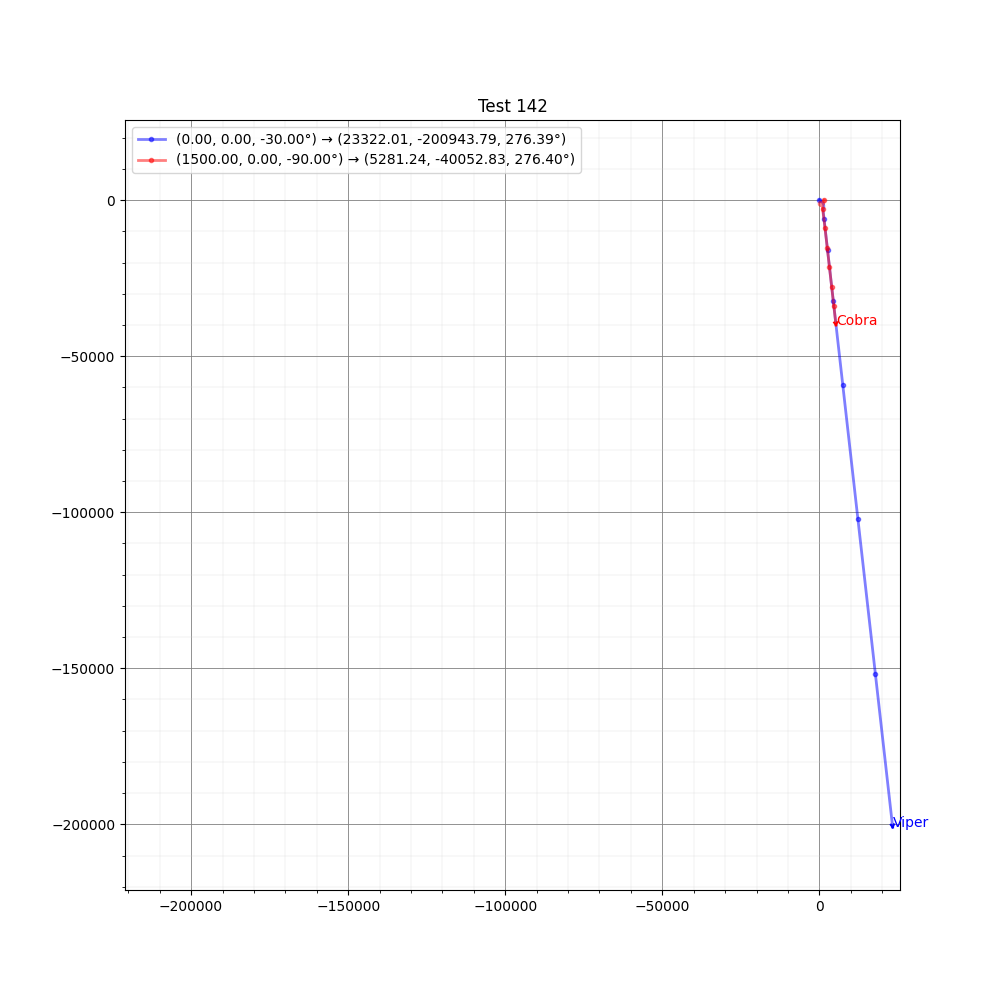 Test 142
(0.00, 0.00, -30.00°) → (23322.01, -200943.79, 276.39°)
(1500.00, 0.00, -90.00°) → (5281.24, -40052.83, 276.40°)
0
Cobra
−50000
−100000
−150000
−200000
Viper
−200000 −150000 −100000 −50000 0